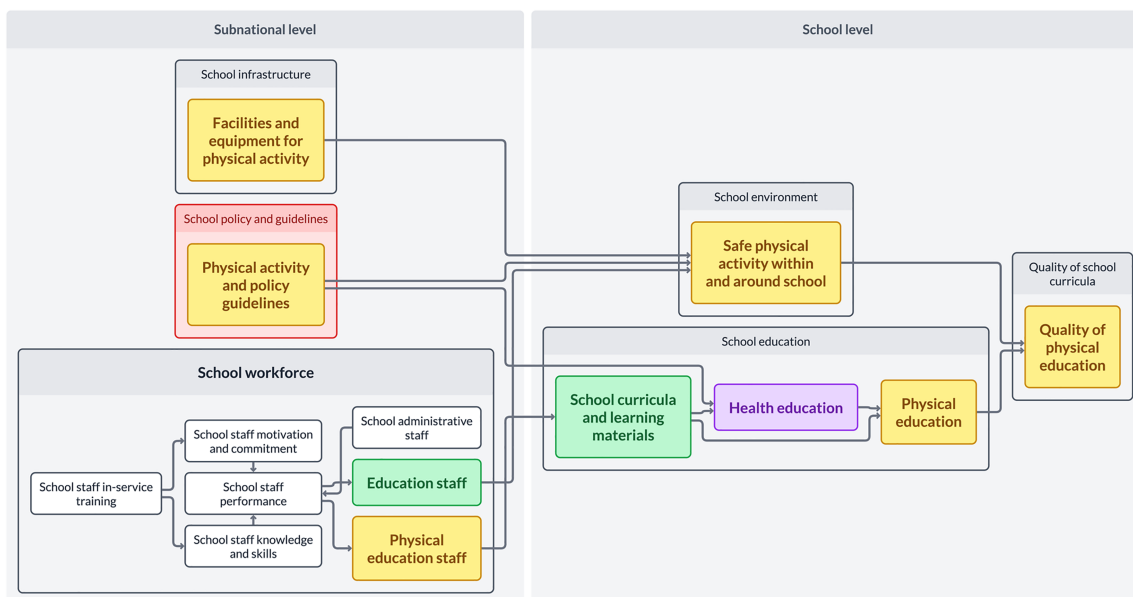 Subnational level
School level
School infrastructure
Facilities and
equipment for
physical activity
School policy and guidelines
Physical activity
and policy
guidelines
School workforce
School staff in-service
training
School staff motivation
and commitment
School staff
performance
School staff knowledge
and skills
School administrative
staff
Education staff
Physical
education staff
School environment
Safe physical
activity within
and around school
School education
School curricula
and learning
materials
Health education
Physical
education
Quality of school
curricula
Quality of
physical
education